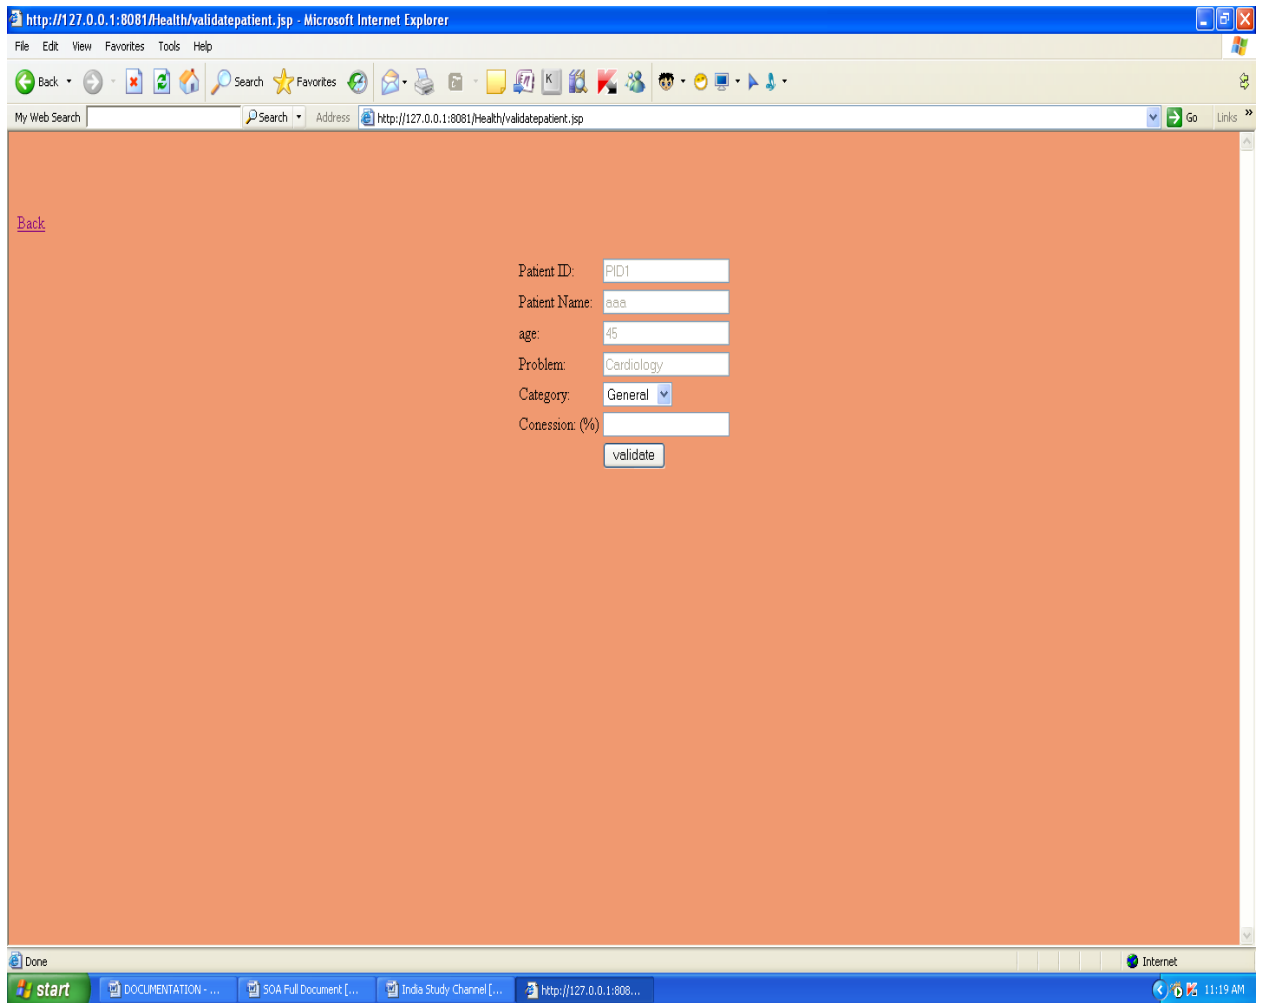 http://127.0.0.1:8081/Health/validatepatient.jsp - Microsoft Internet Explorer
File Edit View Favorites Tools Help
Back Search Favorites
My Web Search Search Address http://127.0.0.1:8081/Health/validatepatient.jsp Go Links »
Back
Patient ID: PID1
Patient Name: aaa
age: 45
Problem: Cardiology
Category: General
Conession: (%)
validate
Done Internet
start DOCUMENTATION - ... SOA Full Document [... India Study Channel [... http://127.0.0.1:808... 11:19 AM